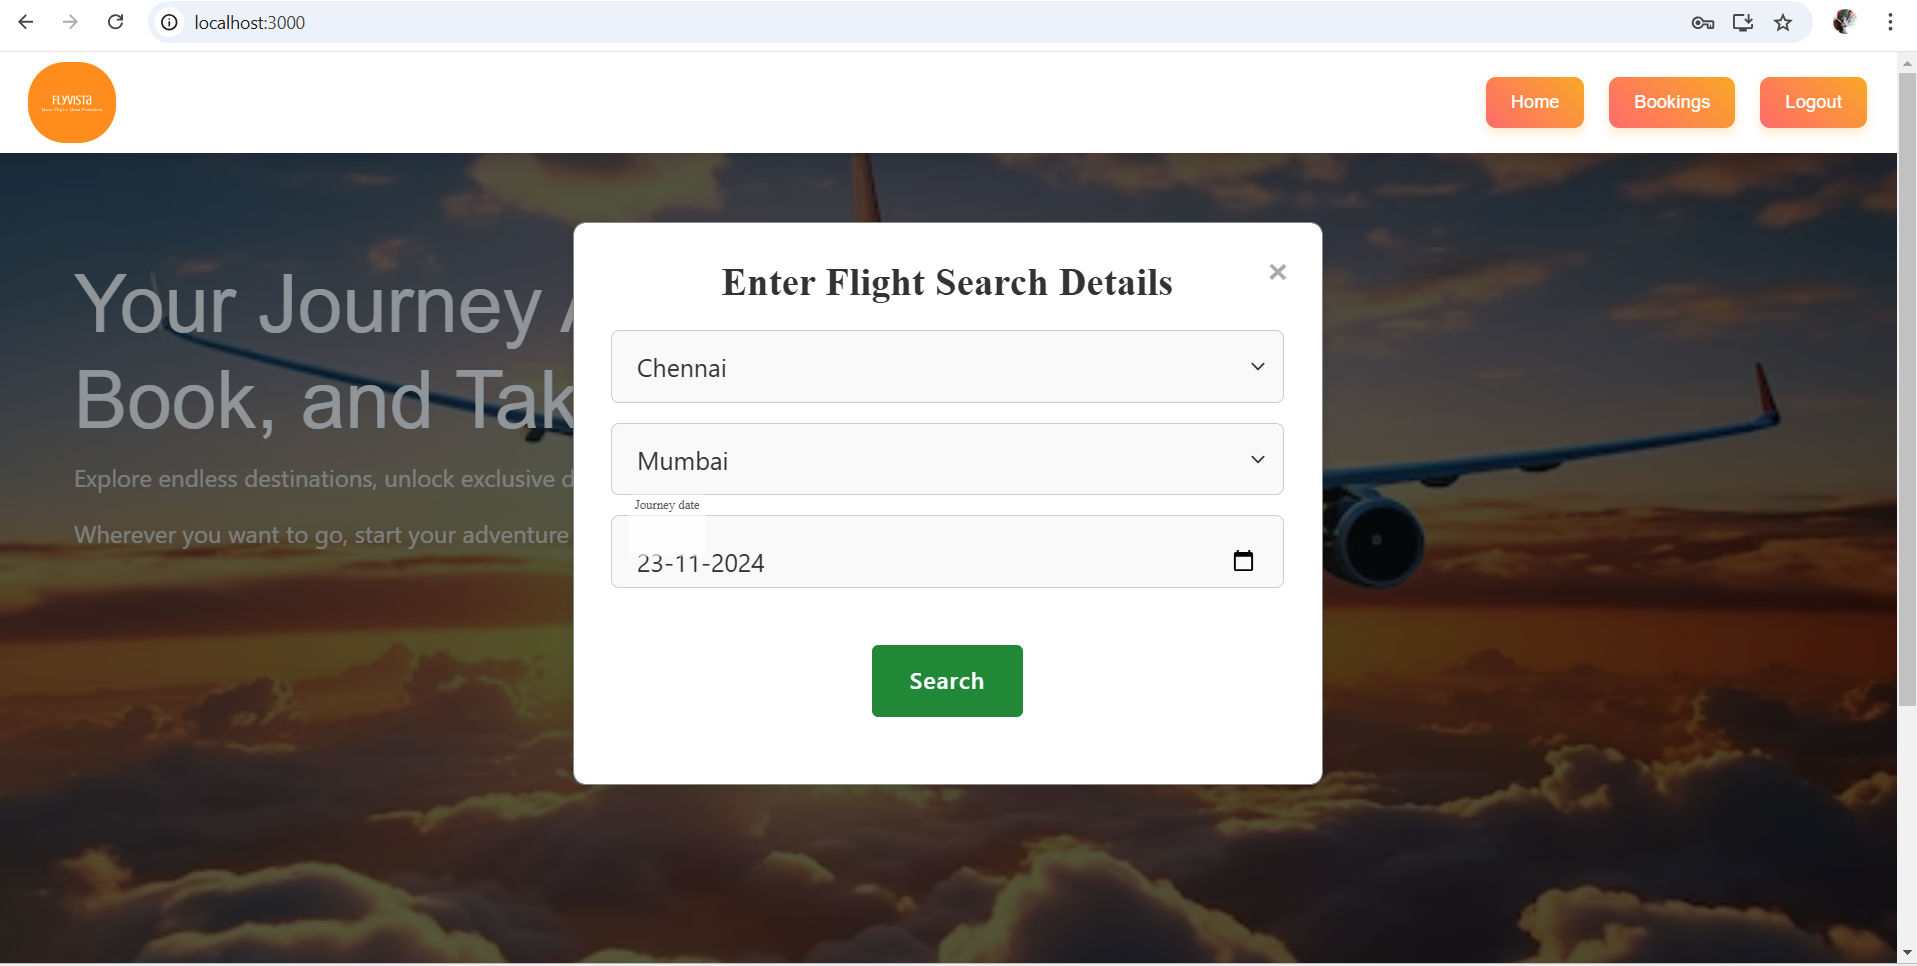 localhost:3000
FLYVISTA
Home
Bookings
Logout
Your Journey
Book, and Tak
Explore endless destinations, unlock exclusive d
Wherever you want to go, start your adventure
Enter Flight Search Details
×
Chennai
Mumbai
Journey date
23-11-2024
Search